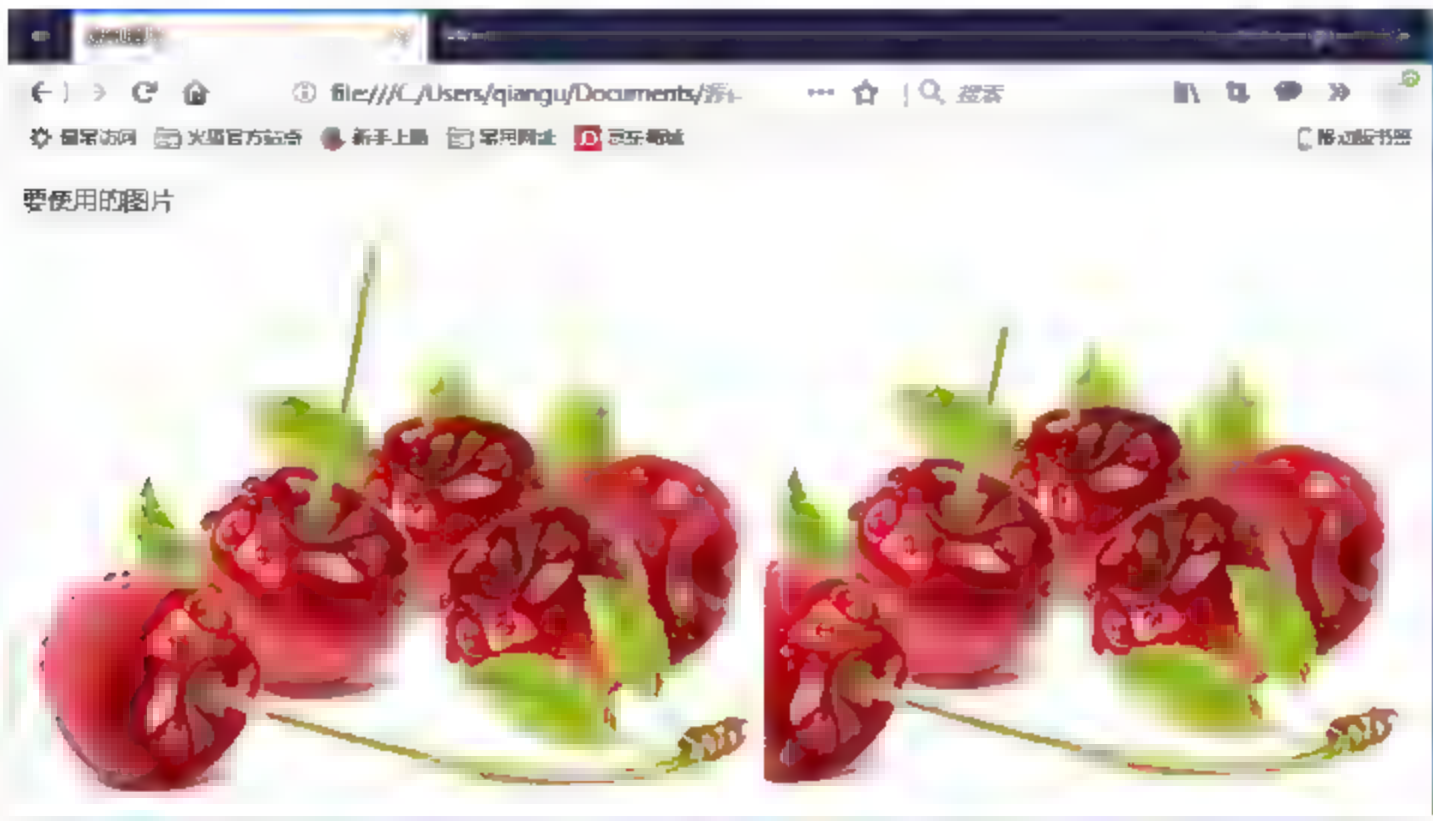 file:///C:/Users/qiangu/Documents/
搜索
最常访问 火狐官方站点 新手上路 常用网址 京东商城
移动版书签
要使用的图片